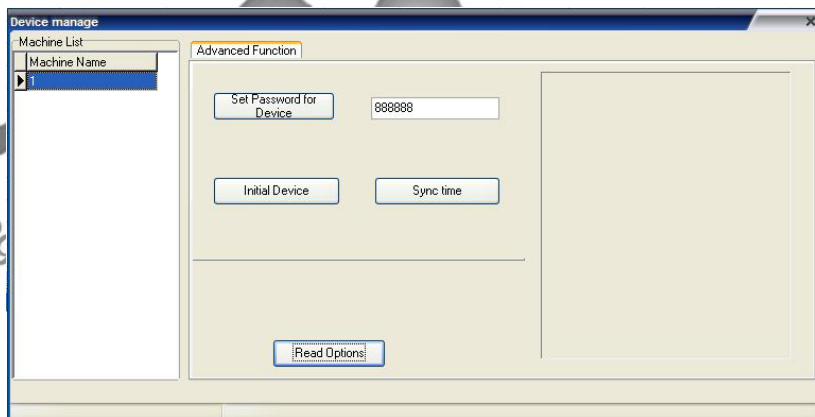 Device manage
Machine List
Machine Name
1
Advanced Function
Set Password for
Device
888888
Initial Device
Sync time
Read Options